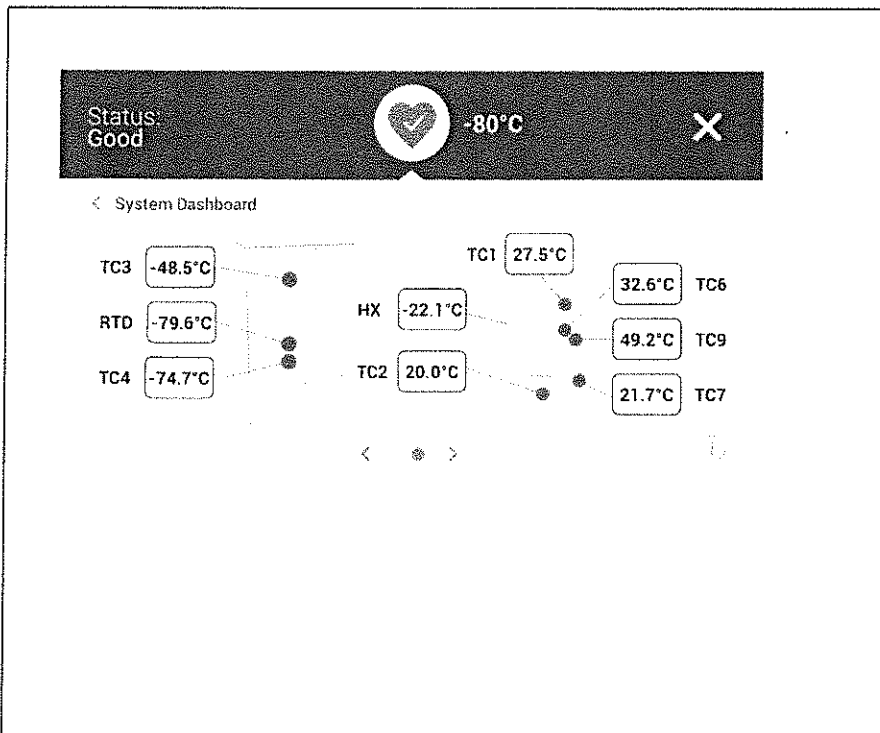 Status:
Good
-80°C
System Dashboard
TC3 -48.5°C
RTD -79.6°C
TC4 -74.7°C
HX -22.1°C
TC2 20.0°C
TC1 27.5°C
32.6°C TC6
49.2°C TC9
21.7°C TC7